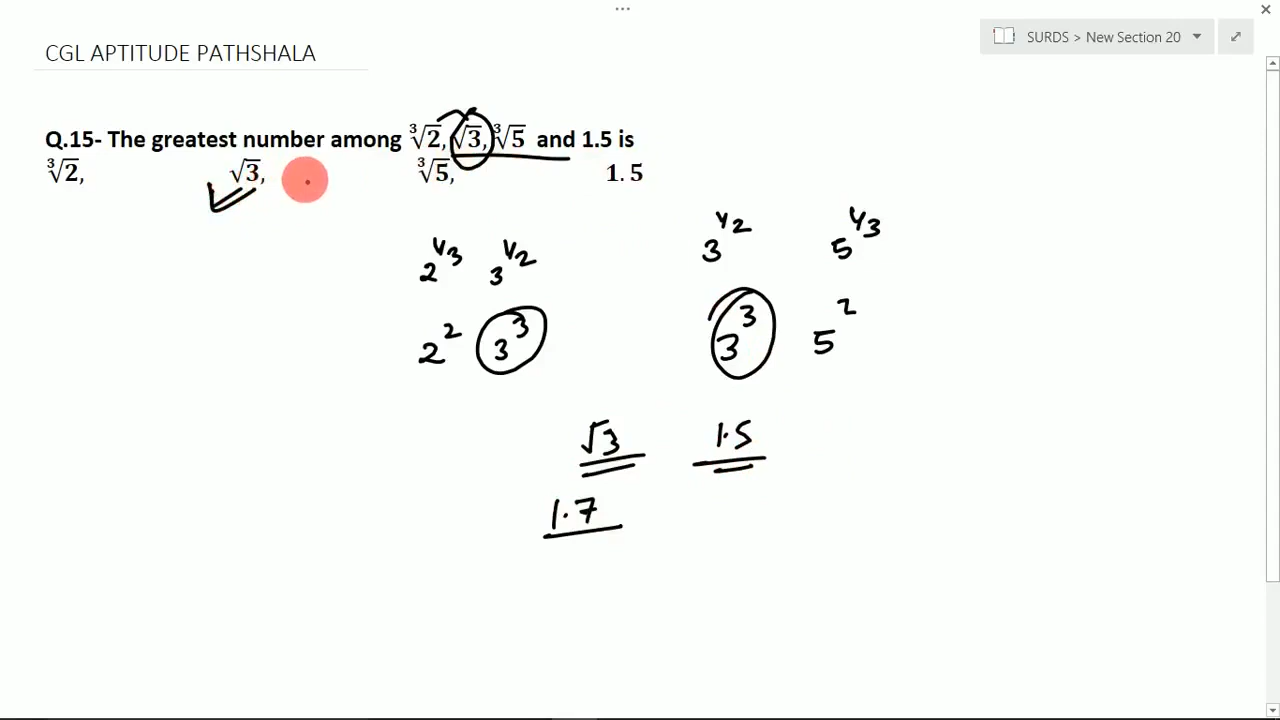 ...
SURDS > New Section 20
CGL APTITUDE PATHSHALA
Q.15- The greatest number among ∛2, √3, ∛5 and 1.5 is
∛2, √3, ∛5, 1.5
2^1/3 3^1/2 3^1/2 5^1/3
2^2 3^3 3^3 5^2
√3 1.5
1.7